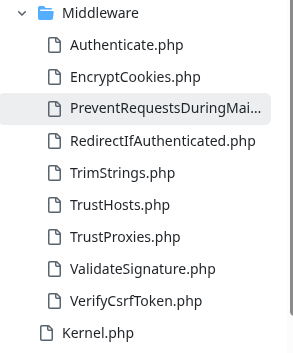 Middleware
Authenticate.php
EncryptCookies.php
PreventRequestsDuringMai...
RedirectIfAuthenticated.php
TrimStrings.php
TrustHosts.php
TrustProxies.php
ValidateSignature.php
VerifyCsrfToken.php
Kernel.php